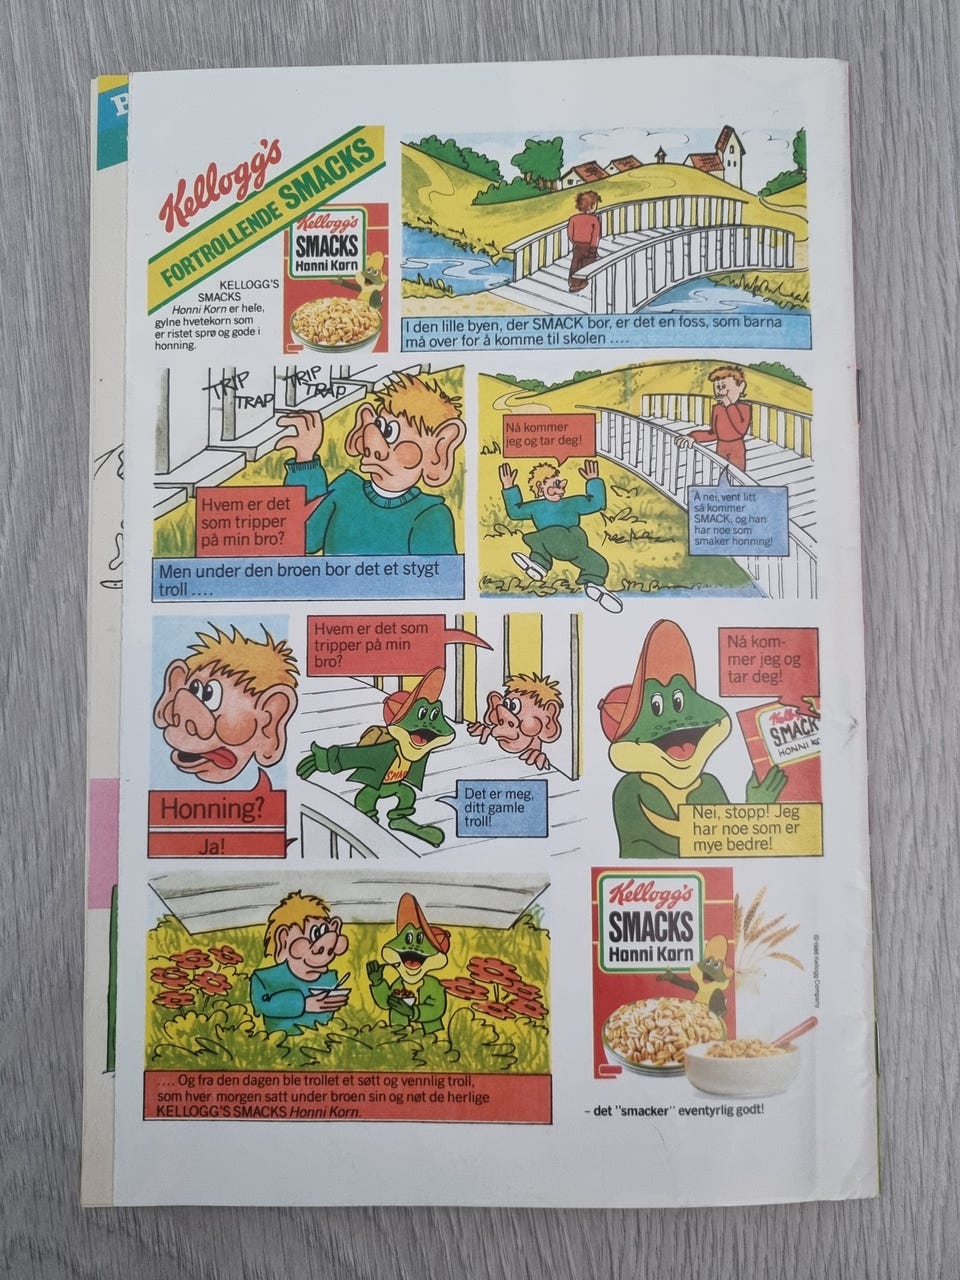 Kellogg's
FORTROLLENDE SMACKS
Kellogg's
SMACKS
Honni Korn
KELLOGG'S
SMACKS
Honni Korn er hele,
gylne hvetekorn som
er ristet sprø og gode i
honning.
I den lille byen, der SMACK bor, er det en foss, som barna
må over for å komme til skolen ....
TRIP
TRAP
TRIP
TRAP
Hvem er det
som tripper
på min bro?
Men under den broen bor det et stygt
troll ....
Nå kommer
jeg og tar deg!
Å nei, vent litt
så kommer
SMACK, og han
har noe som
smaker honning!
Honning?
Ja!
Hvem er det som
tripper på min
bro?
Det er meg,
ditt gamle
troll!
Nå kom-
mer jeg og
tar deg!
SMACK
HONNI
Nei, stopp! Jeg
har noe som er
mye bedre!
.... Og fra den dagen ble trollet et søtt og vennlig troll,
som hver morgen satt under broen sin og nøt de herlige
KELLOGG'S SMACKS Honni Korn.
Kellogg's
SMACKS
Honni Korn
© 1986 Kellogg Company
– det "smacker" eventyrlig godt!